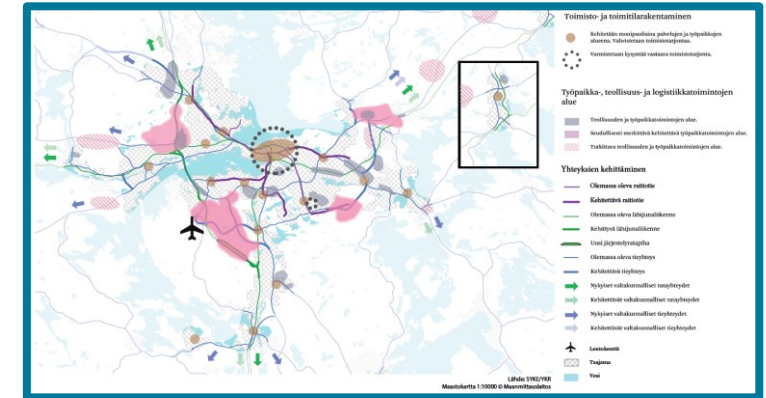 Toimisto- ja toimitilarakentaminen
Kehitetään monipuolisina palvelujen ja työpaikkojen
alueena. Vahvistetaan toimistotarjontaa.
Varmistetaan kysyntää vastaava toimistotarjonta.
Työpaikka-, teollisuus- ja logistiikkatoimintojen
alue
Teollisuuden ja työpaikkatoimintojen alue.
Seudullisesti merkittävä kehitettävä työpaikkatoimintojen alue.
Tutkittava teollisuuden ja työpaikkatoimintojen alue.
Yhteyksien kehittäminen
Olemassa oleva raitiotie
Kehitettävä raitiotie
Olemassa oleva lähijunaliikenne
Kehittyvä lähijunaliikenne
Uusi järjestelyratapiha
Olemassa oleva tieyhteys
Kehitettävä tieyhteys
Nykyiset valtakunnalliset ratayhteydet
Kehitettävät valtakunnalliset ratayhteydet
Nykyiset valtakunnalliset tieyhteydet
Kehitettävät valtakunnalliset tieyhteydet
Lentokenttä
Taajama
Vesi
Lähde: SYKE/YKR
Maastokartta 1:10000 © Maanmittauslaitos